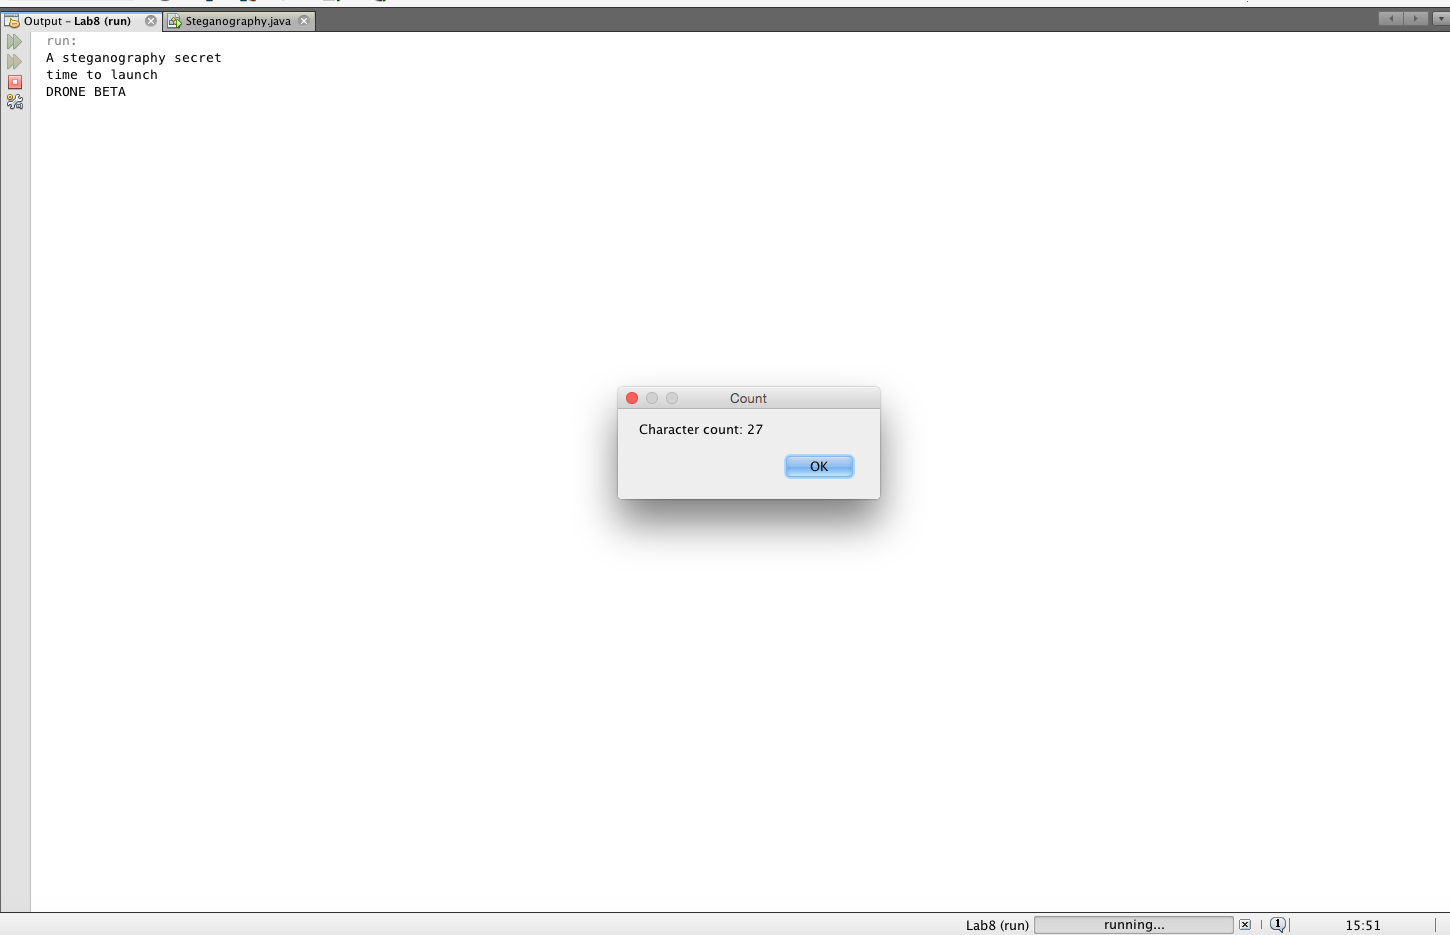 Output – Lab8 (run)
Steganography.java
run:
A steganography secret
time to launch
DRONE BETA
Count
Character count: 27
OK
Lab8 (run)
running...
1
15:51